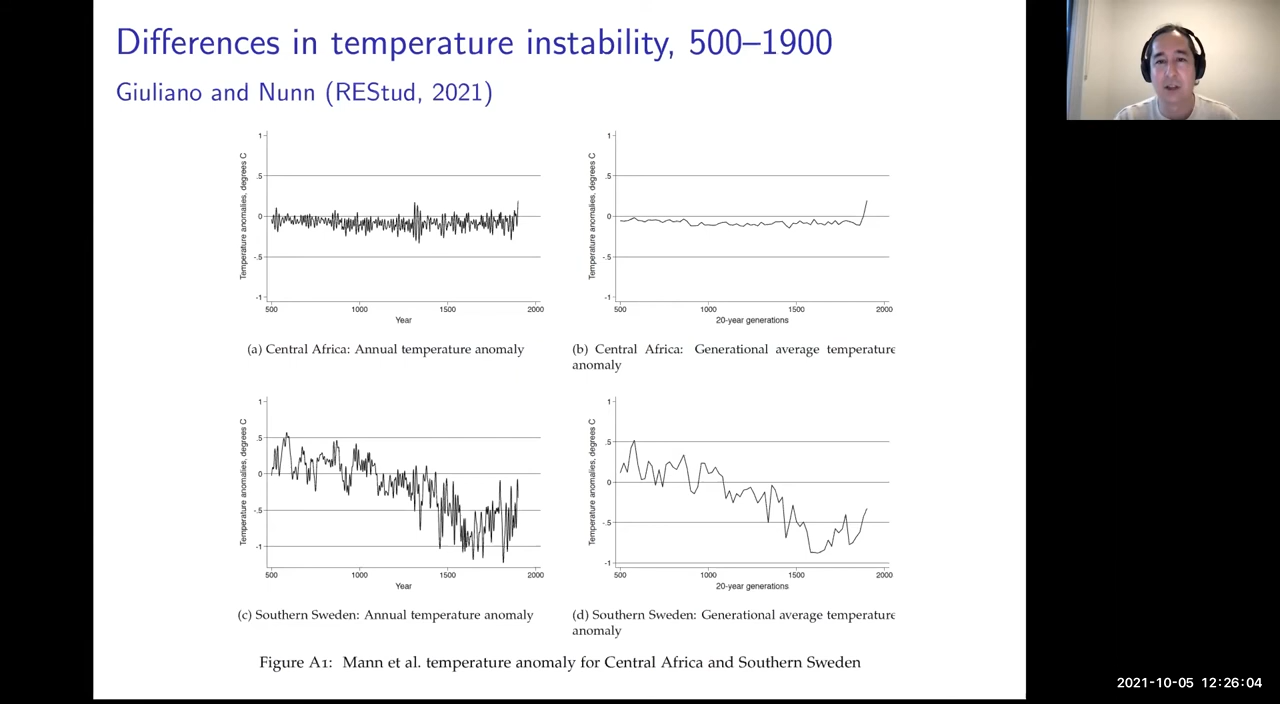 Differences in temperature instability, 500–1900
Giuliano and Nunn (REStud, 2021)
Temperature anomalies, degrees C
1
.5
0
-.5
-1
500
1000
1500
2000
Year
(a) Central Africa: Annual temperature anomaly
Temperature anomalies, degrees C
1
.5
0
-.5
-1
500
1000
1500
2000
20-year generations
(b) Central Africa: Generational average temperature
anomaly
Temperature anomalies, degrees C
1
.5
0
-.5
-1
500
1000
1500
2000
Year
(c) Southern Sweden: Annual temperature anomaly
Temperature anomalies, degrees C
1
.5
0
-.5
-1
500
1000
1500
2000
20-year generations
(d) Southern Sweden: Generational average temperature
anomaly
Figure A1: Mann et al. temperature anomaly for Central Africa and Southern Sweden
2021-10-05 12:26:04